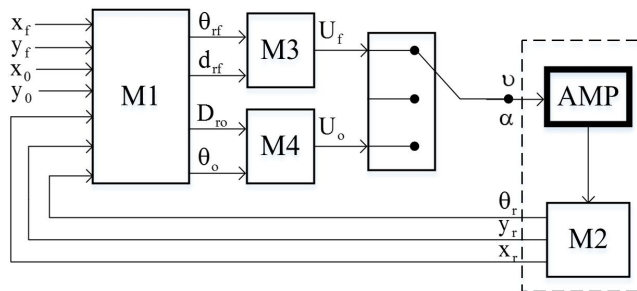 x_f
y_f
x_0
y_0
M1
θ_rf
d_rf
D_ro
θ_o
M3
M4
U_f
U_o
υ
α
AMP
M2
θ_r
y_r
x_r